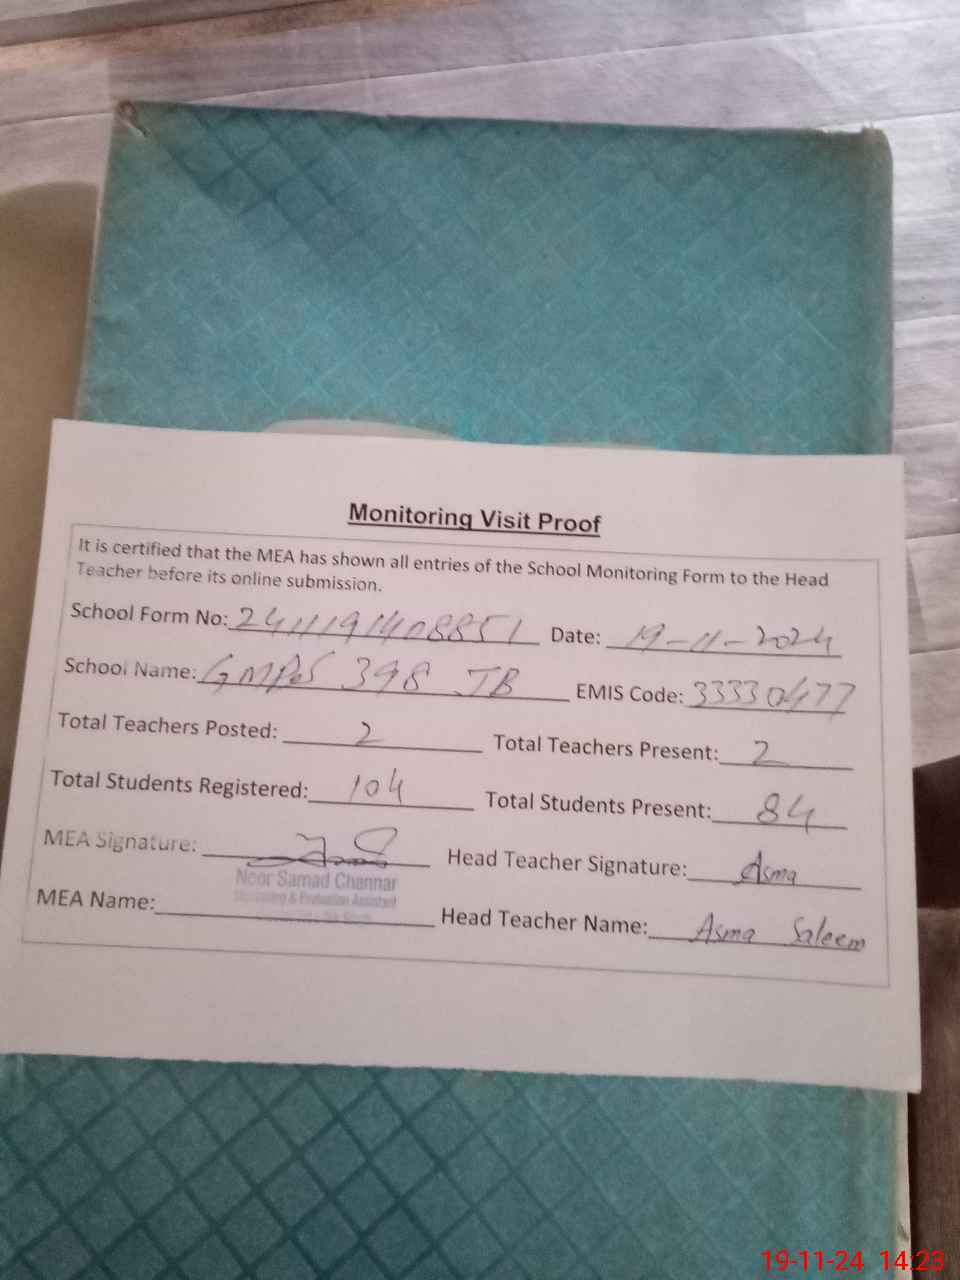 Monitoring Visit Proof
It is certified that the MEA has shown all entries of the School Monitoring Form to the Head
Teacher before its online submission.
School Form No: 2411191408851 Date: 19-11-2024
School Name: GMPS 398 JB EMIS Code: 33330477
Total Teachers Posted: 2 Total Teachers Present: 2
Total Students Registered: 104 Total Students Present: 84
MEA Signature: Head Teacher Signature: Asma
Noor Samad Channar
Monitoring & Evaluation Assistant
MEA Name: Head Teacher Name: Asma Saleem
19-11-24 14:23